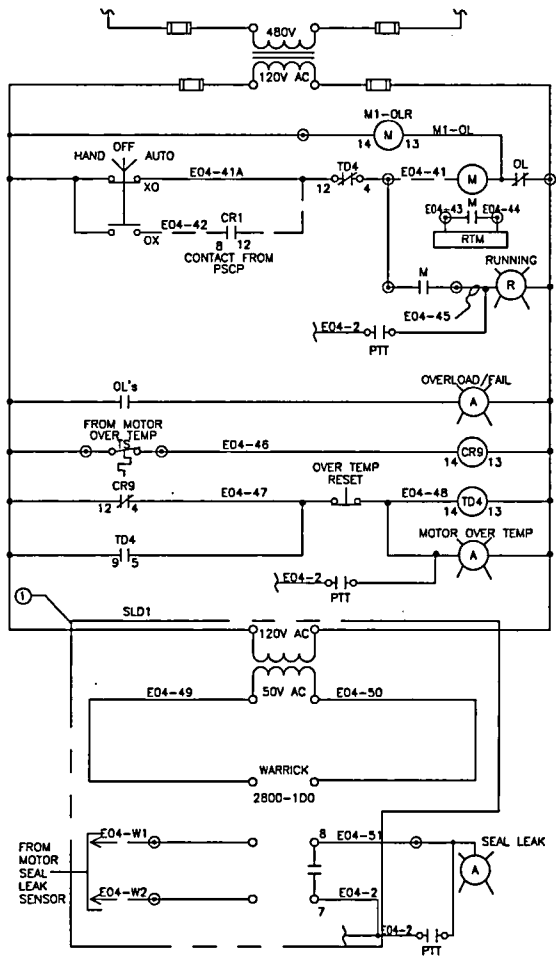 480V
120V AC
M1-OLR
M
14 13
M1-OL
OFF
HAND AUTO
XO
E04-41A
TD4
12 4
E04-41
M
OL
E04-42
OX
CR1
8 12
CONTACT FROM
PSCP
M
E04-43 E04-44
RTM
RUNNING
M
R
E04-45
E04-2
PTT
OL's
OVERLOAD/FAIL
A
FROM MOTOR
OVER TEMP
TS
E04-46
CR9
14 13
CR9
12 4
E04-47
OVER TEMP
RESET
E04-48
TD4
14 13
TD4
9 5
MOTOR OVER TEMP
A
E04-2
PTT
1
SLD1
120V AC
50V AC
E04-49
E04-50
WARRICK
2800-1D0
FROM
MOTOR
SEAL
LEAK
SENSOR
E04-W1
8
E04-51
SEAL LEAK
A
E04-W2
7
E04-2
E04-2
PTT